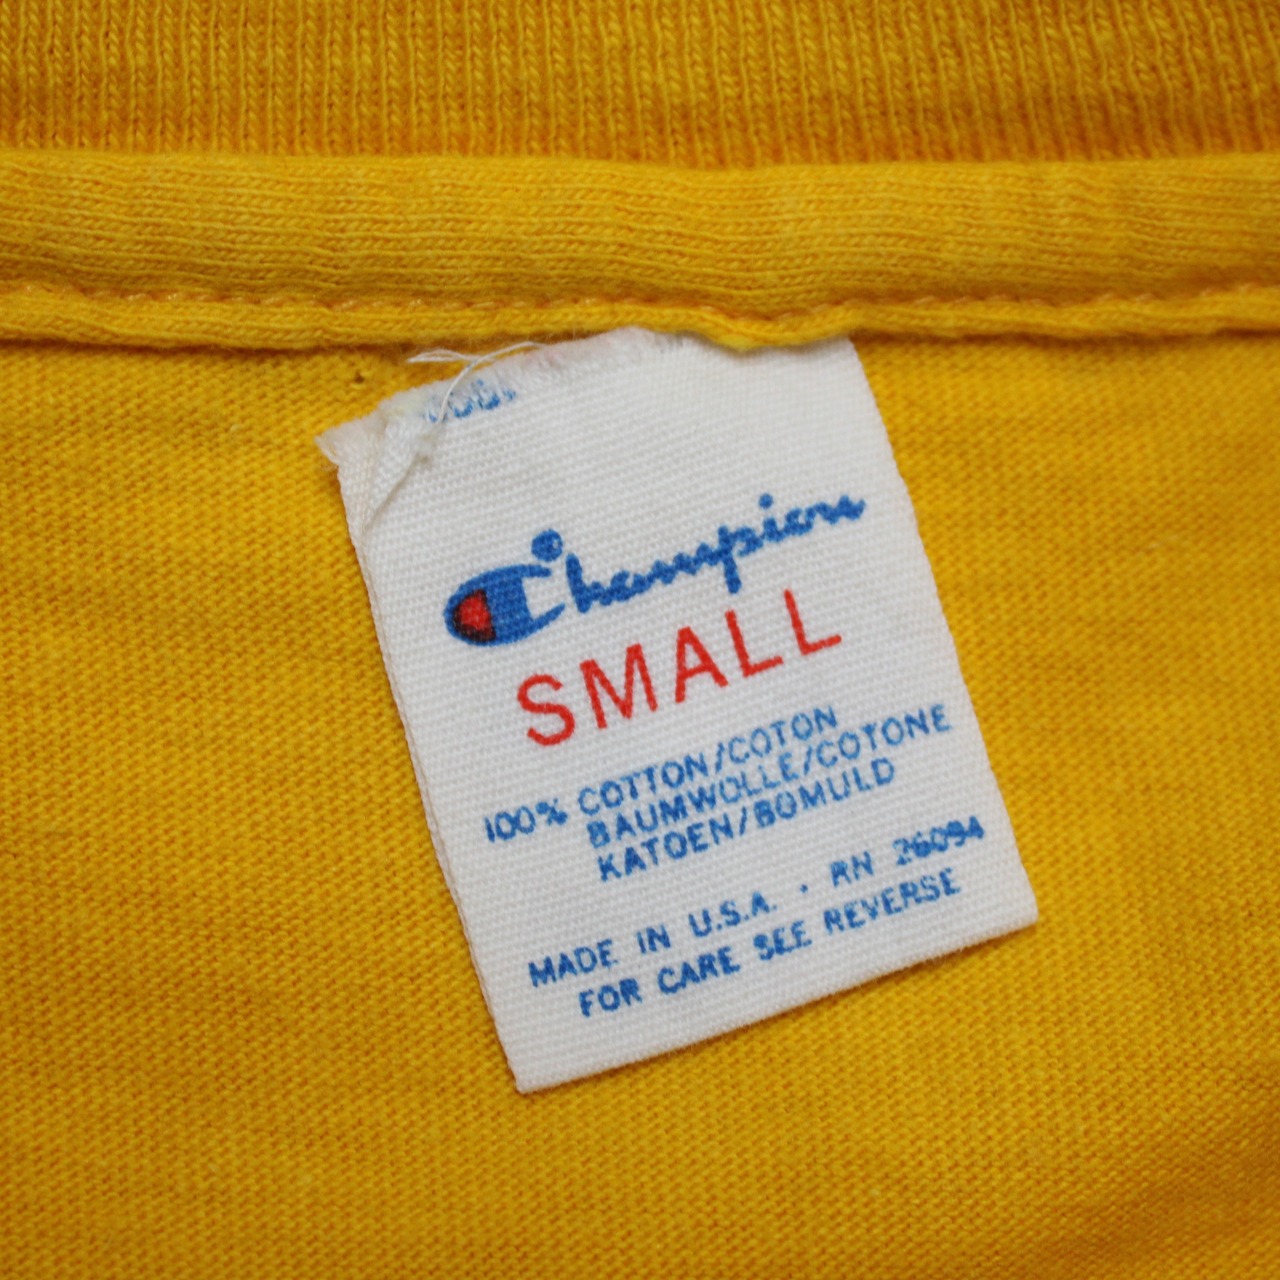 Champion
SMALL
100% COTTON/COTON
BAUMWOLLE/COTONE
KATOEN/BOMULD
MADE IN U.S.A. · RN 26094
FOR CARE SEE REVERSE